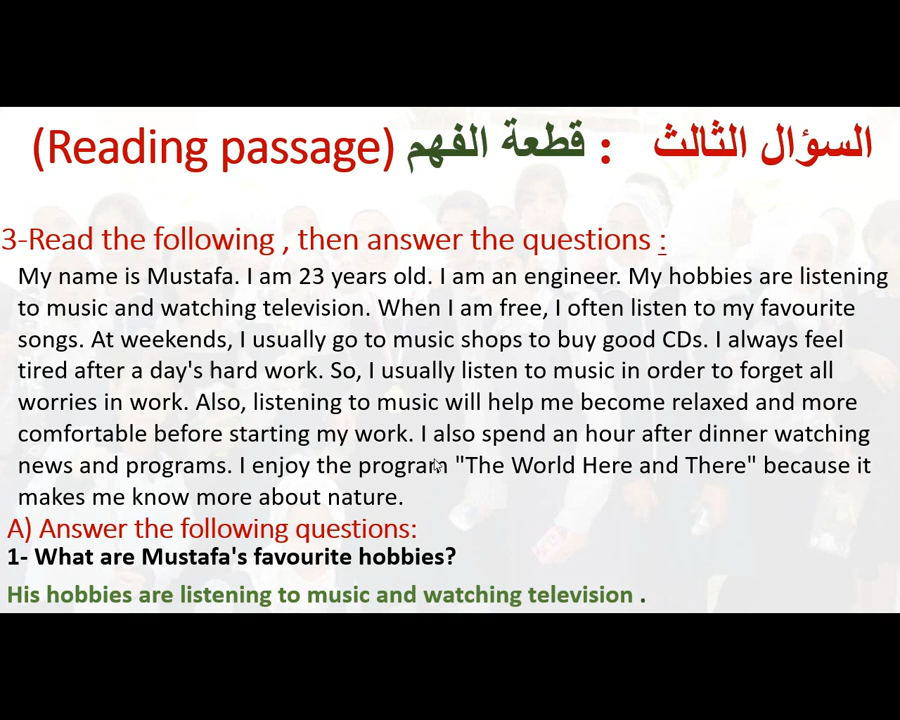 السؤال الثالث : قطعة الفهم (Reading passage)
3-Read the following , then answer the questions :
My name is Mustafa. I am 23 years old. I am an engineer. My hobbies are listening
to music and watching television. When I am free, I often listen to my favourite
songs. At weekends, I usually go to music shops to buy good CDs. I always feel
tired after a day's hard work. So, I usually listen to music in order to forget all
worries in work. Also, listening to music will help me become relaxed and more
comfortable before starting my work. I also spend an hour after dinner watching
news and programs. I enjoy the program "The World Here and There" because it
makes me know more about nature.
A) Answer the following questions:
1- What are Mustafa's favourite hobbies?
His hobbies are listening to music and watching television .